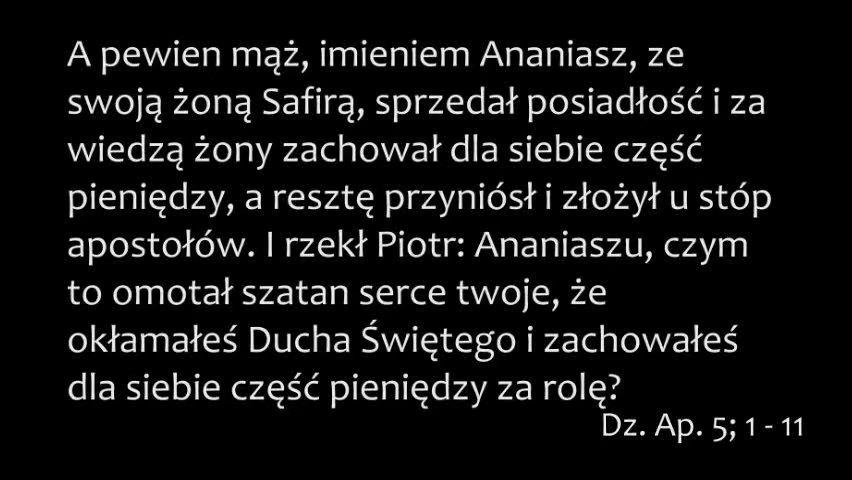 A pewien mąż, imieniem Ananiasz, ze
swoją żoną Safirą, sprzedał posiadłość i za
wiedzą żony zachował dla siebie część
pieniędzy, a resztę przyniósł i złożył u stóp
apostołów. I rzekł Piotr: Ananiaszu, czym
to omotał szatan serce twoje, że
okłamałeś Ducha Świętego i zachowałeś
dla siebie część pieniędzy za rolę?
Dz. Ap. 5; 1 - 11